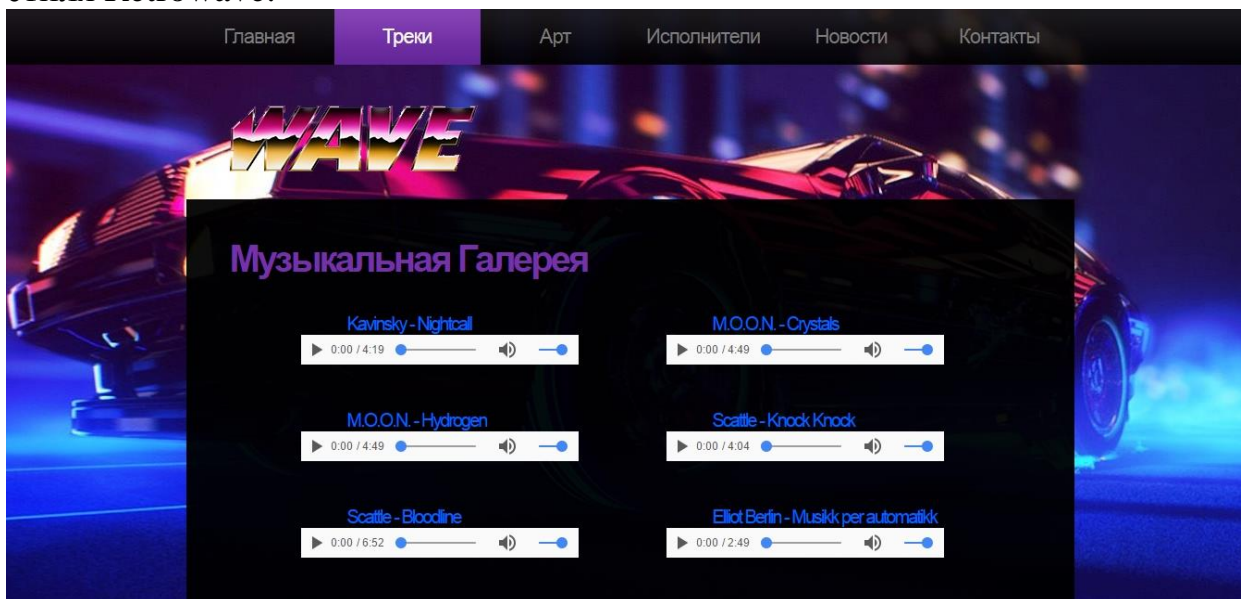 Главная Треки Арт Исполнители Новости Контакты
WAVE
Музыкальная Галерея
Kavinsky - Nightcall M.O.O.N. - Crystals
0:00 / 4:19 0:00 / 4:49
M.O.O.N. - Hydrogen Scattle - Knock Knock
0:00 / 4:49 0:00 / 4:04
Scattle - Bloodline Elliot Berlin - Musikk per automatikk
0:00 / 6:52 0:00 / 2:49